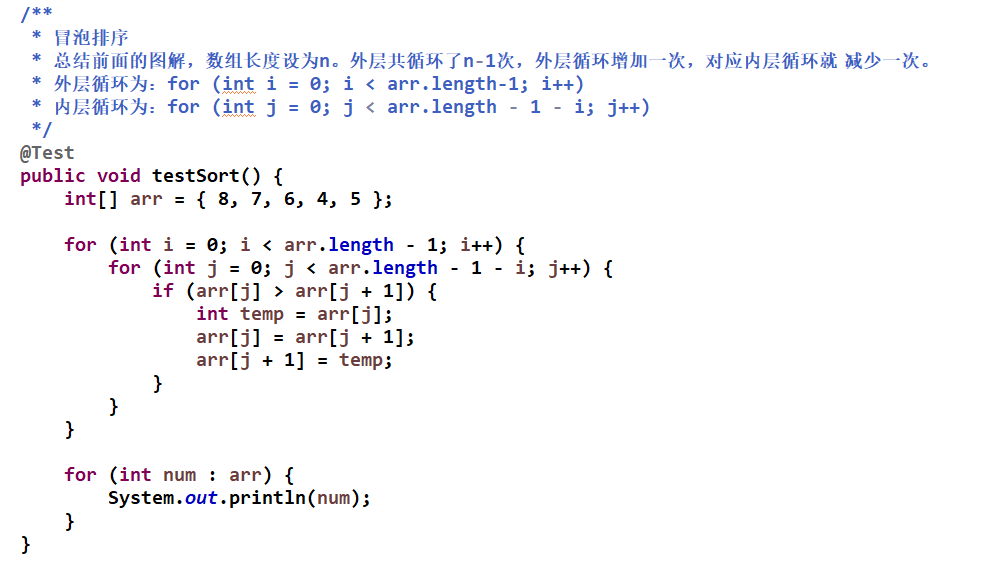 /**
 * 冒泡排序
 * 总结前面的图解，数组长度设为n。外层共循环了n-1次，外层循环增加一次，对应内层循环就 减少一次。
 * 外层循环为：for (int i = 0; i < arr.length-1; i++)
 * 内层循环为：for (int j = 0; j < arr.length - 1 - i; j++)
 */
@Test
public void testSort() {
    int[] arr = { 8, 7, 6, 4, 5 };
    for (int i = 0; i < arr.length - 1; i++) {
        for (int j = 0; j < arr.length - 1 - i; j++) {
            if (arr[j] > arr[j + 1]) {
                int temp = arr[j];
                arr[j] = arr[j + 1];
                arr[j + 1] = temp;
            }
        }
    }
    for (int num : arr) {
        System.out.println(num);
    }
}